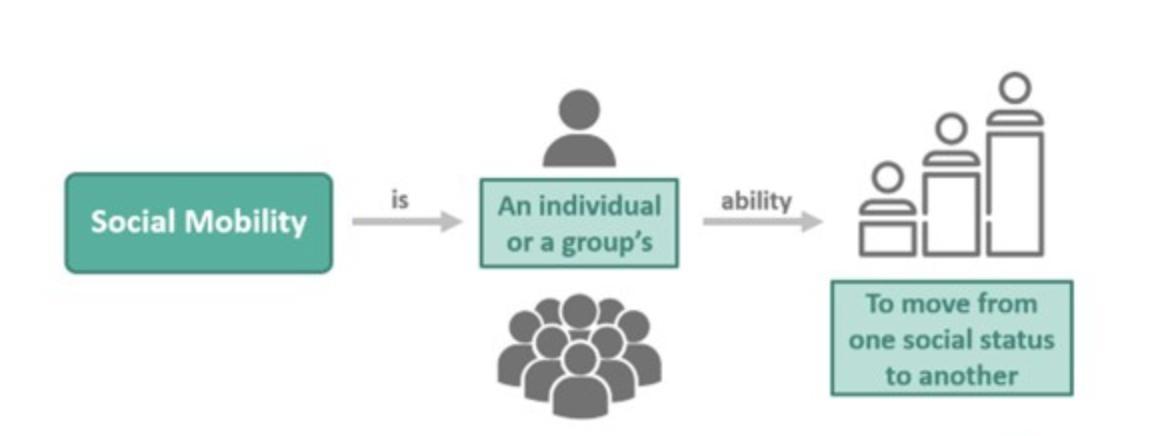 Social Mobility
is
An individual
or a group's
ability
To move from
one social status
to another